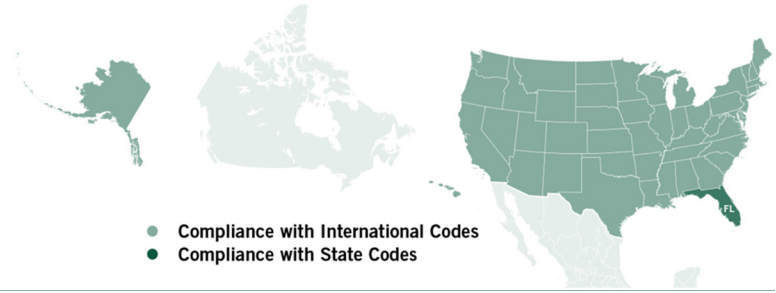 FL
Compliance with International Codes
Compliance with State Codes